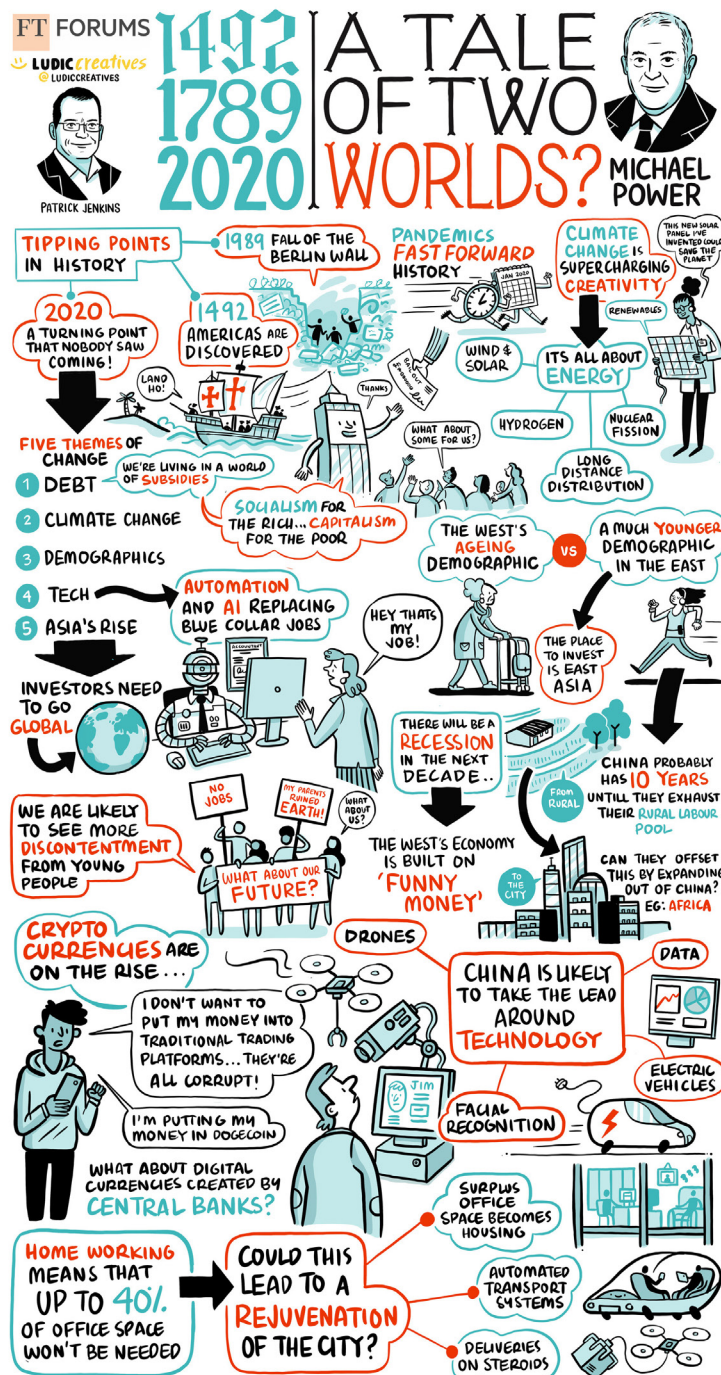 FT FORUMS
LUDIC creatives
@ LUDICCREATIVES
PATRICK JENKINS
1492
1789
2020
A TALE
OF TWO
WORLDS?
MICHAEL
POWER
TIPPING POINTS
IN HISTORY
1989 FALL OF THE
BERLIN WALL
2020
A TURNING POINT
THAT NOBODY SAW
COMING!
1492
AMERICAS ARE
DISCOVERED
LAND
HO!
PANDEMICS
FAST FORWARD
HISTORY
JAN 2020
CLIMATE
CHANGE IS
SUPERCHARGING
CREATIVITY
THIS NEW SOLAR
PANEL I'VE
INVENTED COULD
SAVE THE
PLANET
RENEWABLES
IT'S ALL ABOUT
ENERGY
WIND &
SOLAR
HYDROGEN
NUCLEAR
FISSION
LONG
DISTANCE
DISTRIBUTION
THANKS
WHAT ABOUT
SOME FOR US?
FIVE THEMES OF
CHANGE
1 DEBT
WE'RE LIVING IN A WORLD
OF SUBSIDIES
SOCIALISM FOR
THE RICH... CAPITALISM
FOR THE POOR
2 CLIMATE CHANGE
3 DEMOGRAPHICS
4 TECH
AUTOMATION
AND AI REPLACING
BLUE COLLAR JOBS
5 ASIA'S RISE
ACCOUNTANT
HEY THATS
MY
JOB!
INVESTORS NEED
TO GO
GLOBAL
THE WEST'S
AGEING
DEMOGRAPHIC
VS
A MUCH YOUNGER
DEMOGRAPHIC
IN THE EAST
THE PLACE
TO INVEST
IS EAST
ASIA
THERE WILL BE A
RECESSION
IN THE NEXT
DECADE..
THE WEST'S ECONOMY
IS BUILT ON
'FUNNY
MONEY'
FROM
RURAL
TO
THE
CITY
CHINA PROBABLY
HAS 10 YEARS
UNTILL THEY EXHAUST
THEIR RURAL LABOUR
POOL
CAN THEY OFFSET
THIS BY EXPANDING
OUT OF CHINA?
EG: AFRICA
WE ARE LIKELY
TO SEE MORE
DISCONTENTMENT
FROM YOUNG
PEOPLE
NO
JOBS
MY PARENTS
RUINED
EARTH!
WHAT
ABOUT
US?
WHAT ABOUT OUR
FUTURE?
CRYPTO
CURRENCIES ARE
ON THE RISE...
I DON'T WANT TO
PUT MY MONEY INTO
TRADITIONAL TRADING
PLATFORMS... THEY'RE
ALL CORRUPT!
I'M PUTTING MY
MONEY IN DOGECOIN
WHAT ABOUT DIGITAL
CURRENCIES CREATED BY
CENTRAL BANKS?
DRONES
CHINA IS LIKELY
TO TAKE THE LEAD
AROUND
TECHNOLOGY
DATA
ELECTRIC
VEHICLES
FACIAL
RECOGNITION
JIM
HOME WORKING
MEANS THAT
UP TO 40%
OF OFFICE SPACE
WON'T BE NEEDED
COULD THIS
LEAD TO A
REJUVENATION
OF THE CITY?
SURPLUS
OFFICE
SPACE BECOMES
HOUSING
AUTOMATED
TRANSPORT
SYSTEMS
DELIVERIES
ON STEROIDS